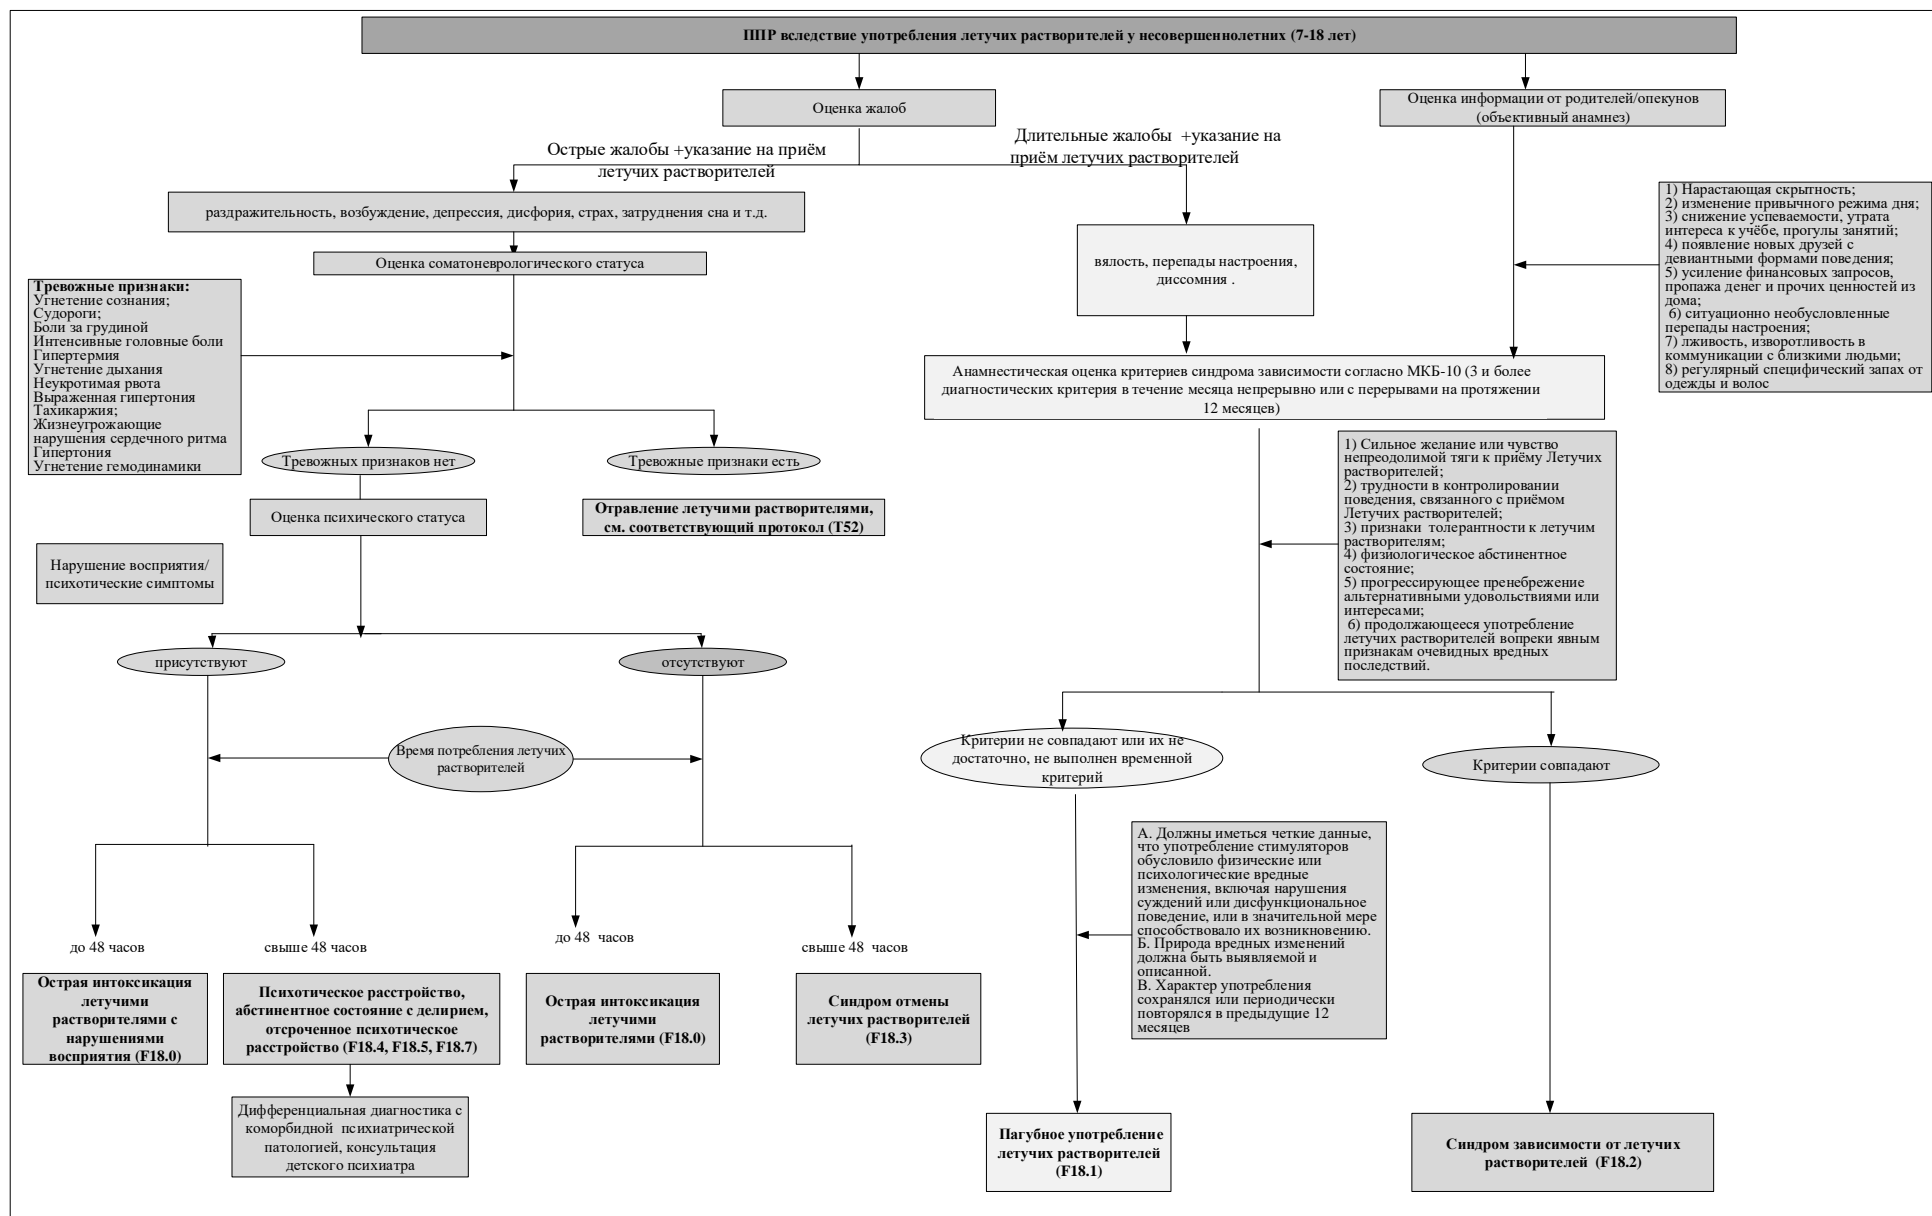 ППР вследствие употребления летучих растворителей у несовершеннолетних (7-18 лет)
Оценка жалоб
Оценка информации от родителей/опекунов
(объективный анамнез)
Острые жалобы +указание на приём
летучих растворителей
Длительные жалобы +указание на
приём летучих растворителей
раздражительность, возбуждение, депрессия, дисфория, страх, затруднения сна и т.д.
Оценка соматоневрологического статуса
Тревожные признаки:
Угнетение сознания;
Судороги;
Боли за грудиной
Интенсивные головные боли
Гипертермия
Угнетение дыхания
Неукротимая рвота
Выраженная гипертония
Тахикаржия;
Жизнеугрожающие
нарушения сердечного ритма
Гипертония
Угнетение гемодинамики
вялость, перепады настроения,
диссомния .
1) Нарастающая скрытность;
2) изменение привычного режима дня;
3) снижение успеваемости, утрата
интереса к учёбе, прогулы занятий;
4) появление новых друзей с
девиантными формами поведения;
5) усиление финансовых запросов,
пропажа денег и прочих ценностей из
дома;
6) ситуационно необусловленные
перепады настроения;
7) лживость, изворотливость в
коммуникации с близкими людьми;
8) регулярный специфический запах от
одежды и волос
Анамнестическая оценка критериев синдрома зависимости согласно МКБ-10 (3 и более
диагностических критерия в течение месяца непрерывно или с перерывами на протяжении
12 месяцев)
Тревожных признаков нет
Тревожные признаки есть
Оценка психического статуса
Отравление летучими растворителями,
см. соответствующий протокол (Т52)
Нарушение восприятия/
психотические симптомы
1) Сильное желание или чувство
непреодолимой тяги к приёму Летучих
растворителей;
2) трудности в контролировании
поведения, связанного с приёмом
Летучих растворителей;
3) признаки толерантности к летучим
растворителям;
4) физиологическое абстинентное
состояние;
5) прогрессирующее пренебрежение
альтернативными удовольствиями или
интересами;
6) продолжающееся употребление
летучих растворителей вопреки явным
признакам очевидных вредных
последствий.
присутствуют
отсутствуют
Время потребления летучих
растворителей
Критерии не совпадают или их не
достаточно, не выполнен временной
критерий
Критерии совпадают
А. Должны иметься четкие данные,
что употребление стимуляторов
обусловило физические или
психологические вредные
изменения, включая нарушения
суждений или дисфункциональное
поведение, или в значительной мере
способствовало их возникновению.
Б. Природа вредных изменений
должна быть выявляемой и
описанной.
В. Характер употребления
сохранялся или периодически
повторялся в предыдущие 12
месяцев
до 48 часов
свыше 48 часов
до 48 часов
свыше 48 часов
Острая интоксикация
летучими
растворителями с
нарушениями
восприятия (F18.0)
Психотическое расстройство,
абстинентное состояние с делирием,
отсроченное психотическое
расстройство (F18.4, F18.5, F18.7)
Острая интоксикация
летучими
растворителями (F18.0)
Синдром отмены
летучих растворителей
(F18.3)
Дифференциальная диагностика с
коморбидной психиатрической
патологией, консультация
детского психиатра
Пагубное употребление
летучих растворителей
(F18.1)
Синдром зависимости от летучих
растворителей (F18.2)